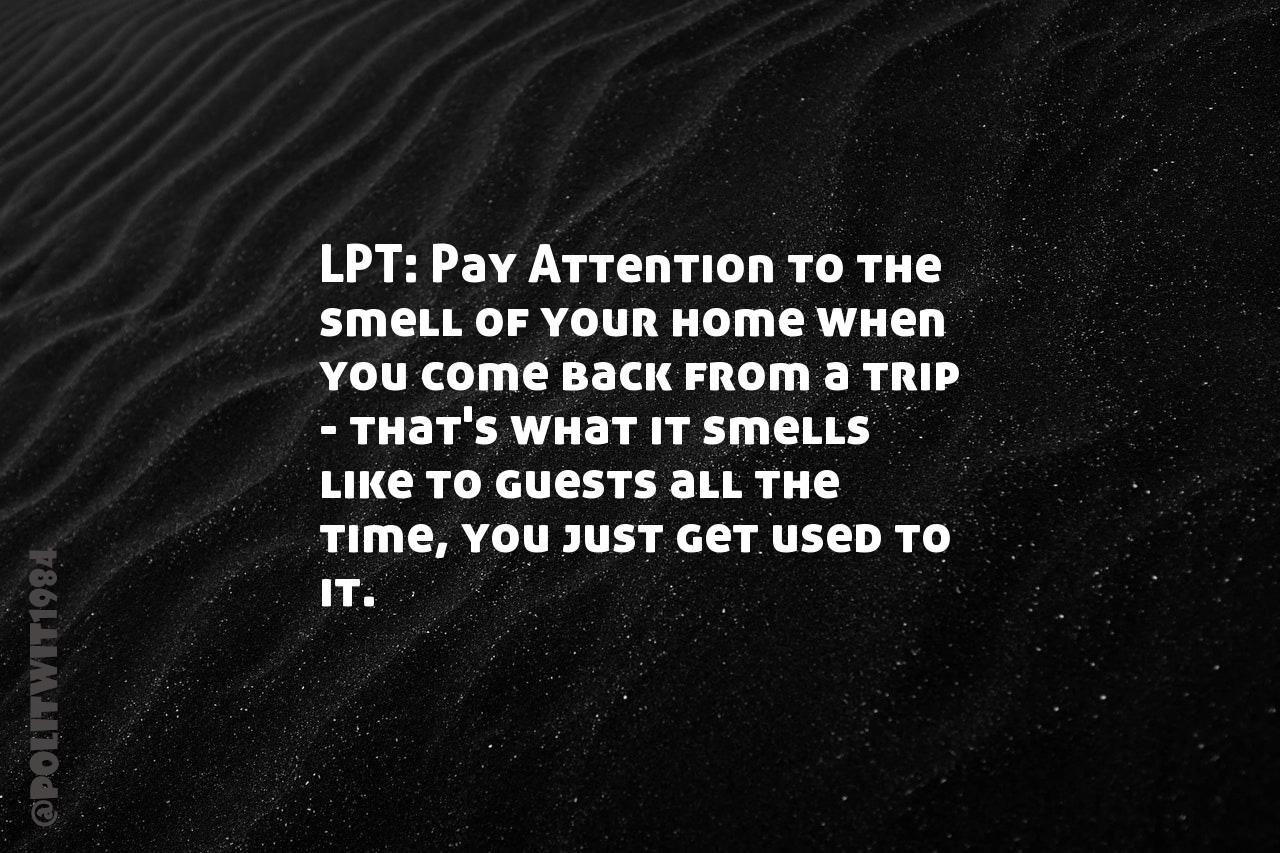 LPT: Pay Attention to the
smell of your home when
you come back from a trip
- that's what it smells
like to guests all the
time, you just get used to
it.
@politwit1984